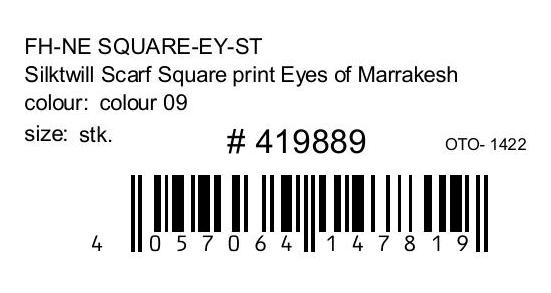 FH-NE SQUARE-EY-ST
Silktwill Scarf Square print Eyes of Marrakesh
colour: colour 09
size: stk. # 419889 OTO- 1422
4 057064 147819